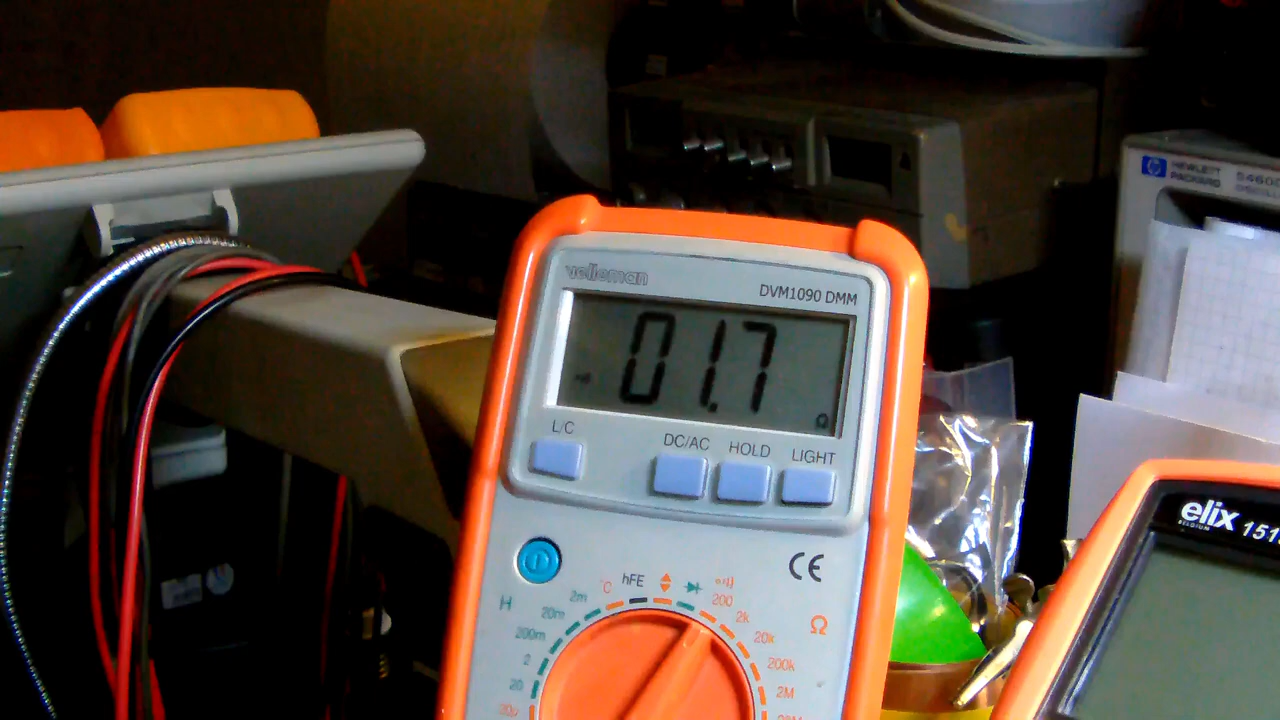 HEWLETT
PACKARD
velleman
DVM1090 DMM
01.7
Ω
L/C
DC/AC
HOLD
LIGHT
elix
BELGIUM
CE
°C
hFE
200
2m
2k
H
20m
20k
Ω
200m
200k
2
2M
20